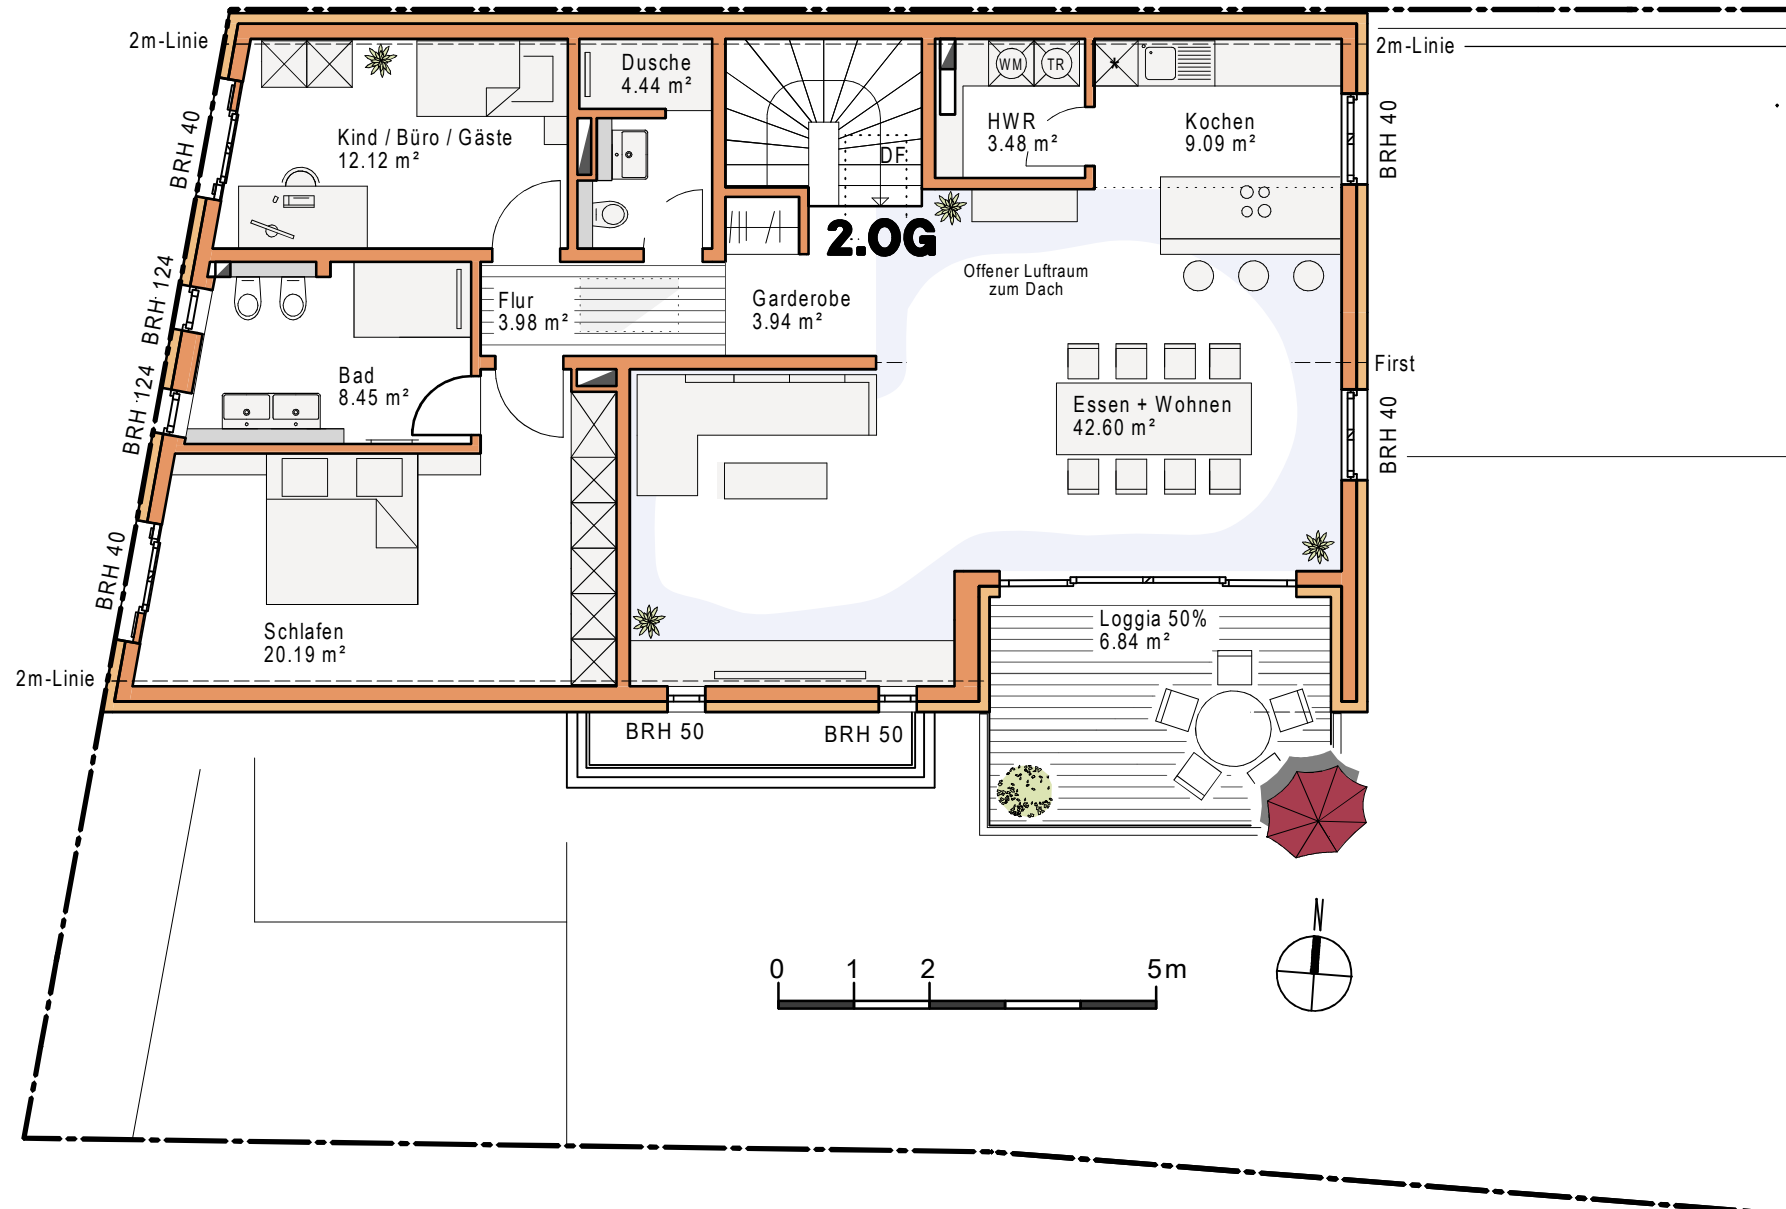 2m-Linie
2m-Linie
Dusche
4.44 m²
WM
TR
Kind / Büro / Gäste
12.12 m²
HWR
3.48 m²
Kochen
9.09 m²
BRH 40
BRH 40
DF
2.OG
Offener Luftraum
zum Dach
Flur
3.98 m²
Garderobe
3.94 m²
BRH 124
BRH 124
First
Bad
8.45 m²
Essen + Wohnen
42.60 m²
BRH 40
BRH 40
Schlafen
20.19 m²
Loggia 50%
6.84 m²
2m-Linie
BRH 50
BRH 50
N
0 1 2 5m